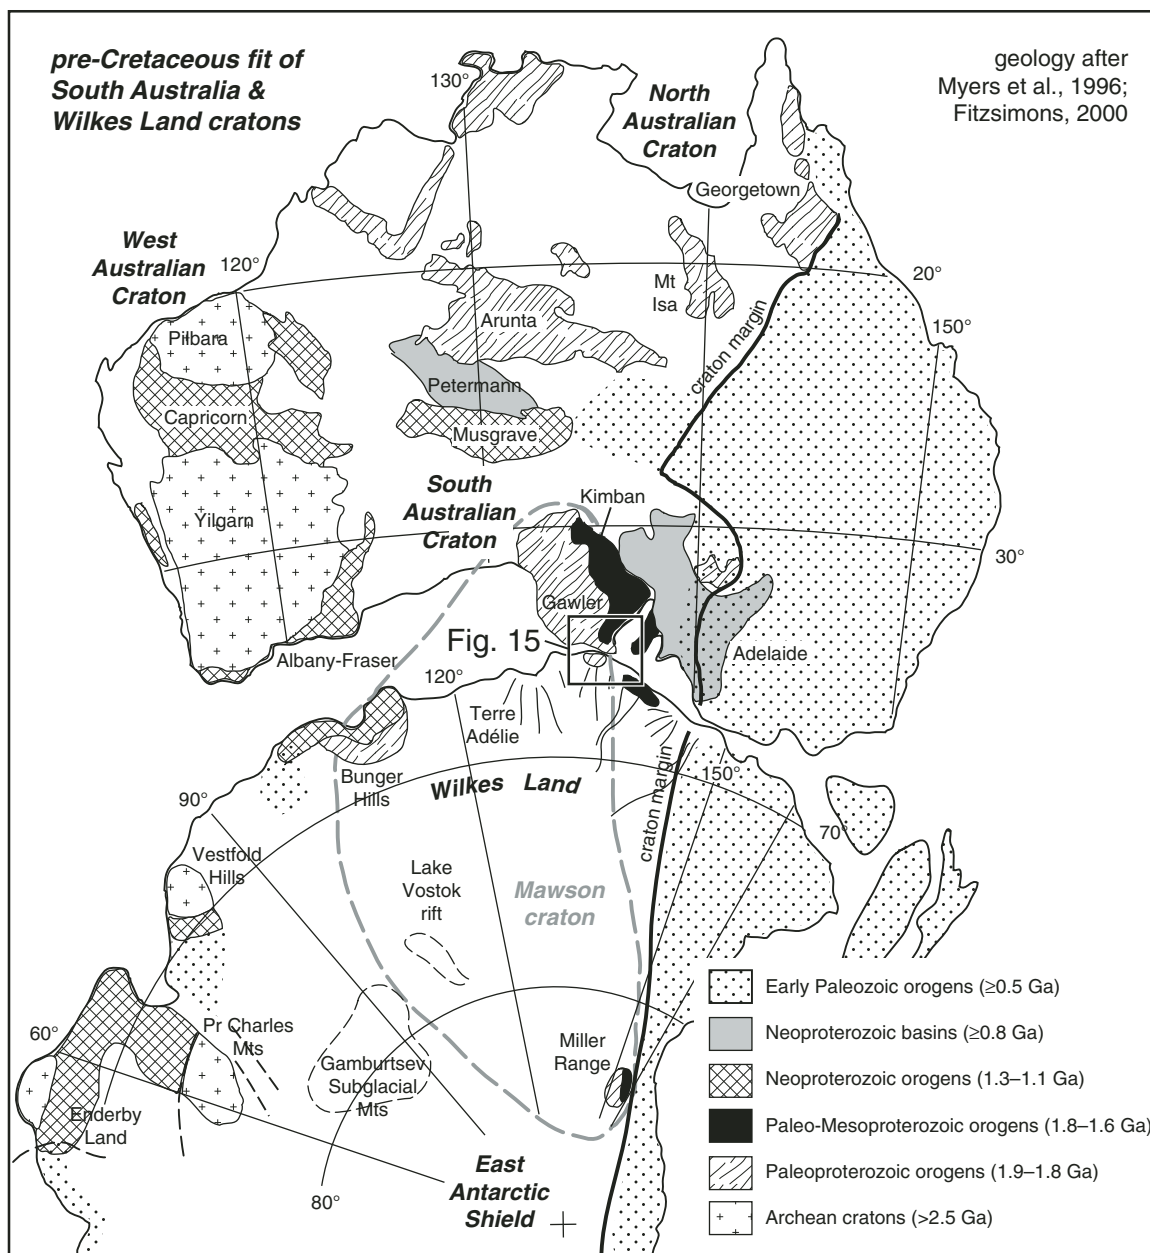 pre-Cretaceous fit of
South Australia &
Wilkes Land cratons
geology after
Myers et al., 1996;
Fitzsimons, 2000
130°
North
Australian
Craton
Georgetown
West
Australian
Craton
120°
20°
Mt
Isa
150°
Pilbara
Arunta
craton margin
Petermann
Capricorn
Musgrave
South
Australian
Craton
Kimban
Yilgarn
30°
Gawler
Fig. 15
Albany-Fraser
Adelaide
120°
Terre
Adélie
Bunger
Hills
Wilkes Land
craton margin
150°
90°
70°
Vestfold
Hills
Lake
Vostok
rift
Mawson
craton
60°
Pr Charles
Mts
Gamburtsev
Subglacial
Mts
Miller
Range
Enderby
Land
80°
East
Antarctic
Shield
Early Paleozoic orogens (≥0.5 Ga)
Neoproterozoic basins (≥0.8 Ga)
Neoproterozoic orogens (1.3–1.1 Ga)
Paleo-Mesoproterozoic orogens (1.8–1.6 Ga)
Paleoproterozoic orogens (1.9–1.8 Ga)
Archean cratons (>2.5 Ga)